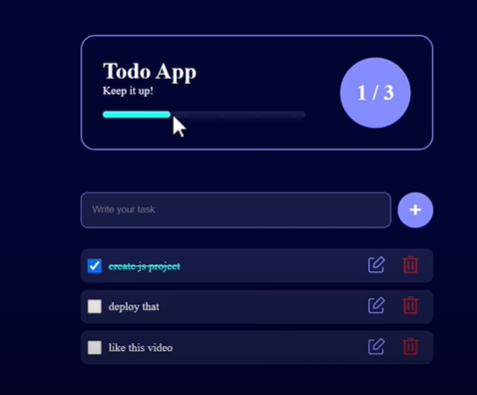 Todo App
Keep it up!
1 / 3
Write your task
+
create js project
deploy that
like this video